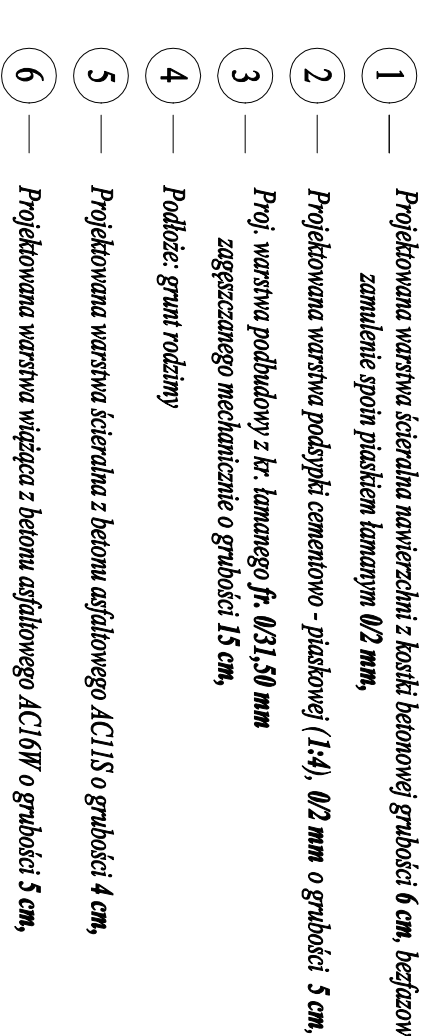 1 — Projektowana warstwa ścieralna nawierzchni z kostki betonowej grubości 6 cm, bezfazow
zamulenie spoin piaskiem łamanym 0/2 mm,
2 — Projektowana warstwa podsypki cementowo - piaskowej (1:4), 0/2 mm o grubości 5 cm,
3 — Proj. warstwa podbudowy z kr. łamanego fr. 0/31,50 mm
zagęszczanego mechanicznie o grubości 15 cm,
4 — Podłoże: grunt rodzimy
5 — Projektowana warstwa ścieralna z betonu asfaltowego AC11S o grubości 4 cm,
6 — Projektowana warstwa wiążąca z betonu asfaltowego AC16W o grubości 5 cm,